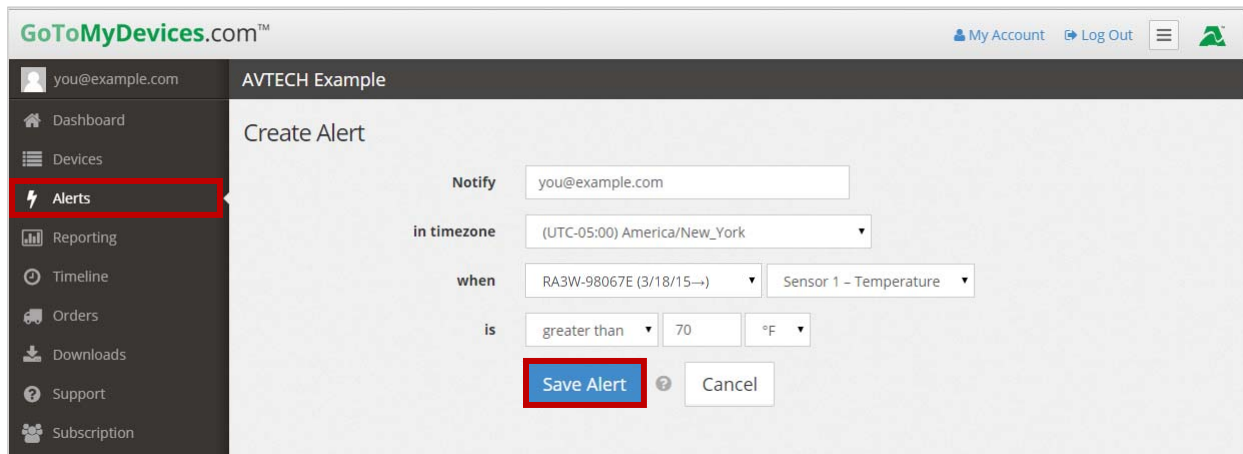 GoToMyDevices.com™ My Account Log Out
you@example.com AVTECH Example
Dashboard
Create Alert
Devices
Notify you@example.com
Alerts
in timezone (UTC-05:00) America/New_York
Reporting
when RA3W-98067E (3/18/15→) Sensor 1 – Temperature
Timeline
Orders
is greater than 70 °F
Downloads
Save Alert ? Cancel
Support
Subscription